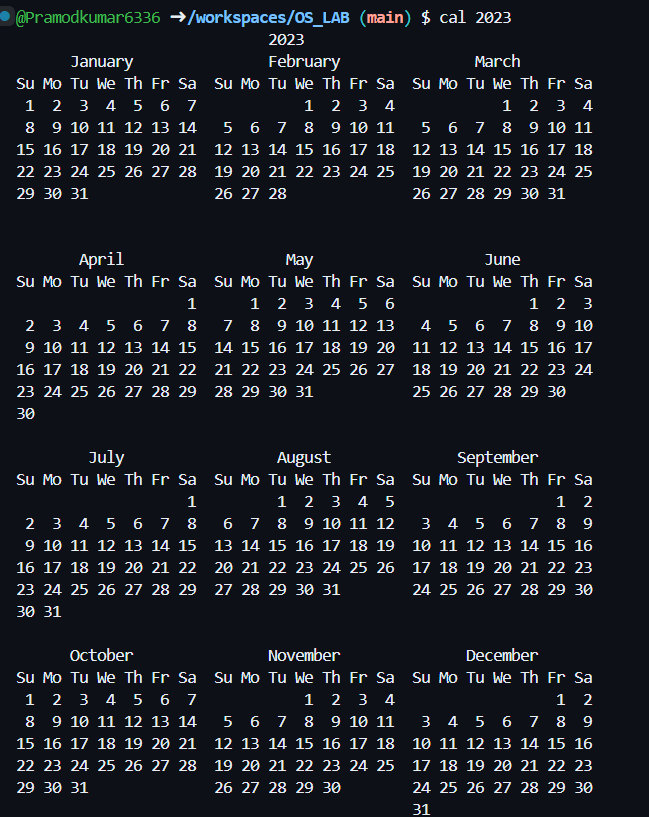 @Pramodkumar6336 ➜/workspaces/OS_LAB (main) $ cal 2023
                            2023
      January               February               March
Su Mo Tu We Th Fr Sa  Su Mo Tu We Th Fr Sa  Su Mo Tu We Th Fr Sa
 1  2  3  4  5  6  7            1  2  3  4            1  2  3  4
 8  9 10 11 12 13 14   5  6  7  8  9 10 11   5  6  7  8  9 10 11
15 16 17 18 19 20 21  12 13 14 15 16 17 18  12 13 14 15 16 17 18
22 23 24 25 26 27 28  19 20 21 22 23 24 25  19 20 21 22 23 24 25
29 30 31              26 27 28              26 27 28 29 30 31

       April                  May                   June
Su Mo Tu We Th Fr Sa  Su Mo Tu We Th Fr Sa  Su Mo Tu We Th Fr Sa
                   1      1  2  3  4  5  6               1  2  3
 2  3  4  5  6  7  8   7  8  9 10 11 12 13   4  5  6  7  8  9 10
 9 10 11 12 13 14 15  14 15 16 17 18 19 20  11 12 13 14 15 16 17
16 17 18 19 20 21 22  21 22 23 24 25 26 27  18 19 20 21 22 23 24
23 24 25 26 27 28 29  28 29 30 31           25 26 27 28 29 30
30

        July                 August              September
Su Mo Tu We Th Fr Sa  Su Mo Tu We Th Fr Sa  Su Mo Tu We Th Fr Sa
                   1         1  2  3  4  5                  1  2
 2  3  4  5  6  7  8   6  7  8  9 10 11 12   3  4  5  6  7  8  9
 9 10 11 12 13 14 15  13 14 15 16 17 18 19  10 11 12 13 14 15 16
16 17 18 19 20 21 22  20 21 22 23 24 25 26  17 18 19 20 21 22 23
23 24 25 26 27 28 29  27 28 29 30 31        24 25 26 27 28 29 30
30 31

      October               November              December
Su Mo Tu We Th Fr Sa  Su Mo Tu We Th Fr Sa  Su Mo Tu We Th Fr Sa
 1  2  3  4  5  6  7            1  2  3  4                  1  2
 8  9 10 11 12 13 14   5  6  7  8  9 10 11   3  4  5  6  7  8  9
15 16 17 18 19 20 21  12 13 14 15 16 17 18  10 11 12 13 14 15 16
22 23 24 25 26 27 28  19 20 21 22 23 24 25  17 18 19 20 21 22 23
29 30 31              26 27 28 29 30        24 25 26 27 28 29 30
                                            31